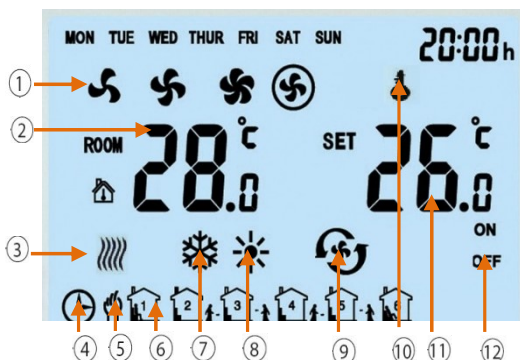 MON TUE WED THUR FRI SAT SUN 20:00h
1
2 ROOM 28.0 °C SET 26.0 °C
3 ON
OFF
1 2 3 4 5 6
4 5 6 7 8 9 10 11 12